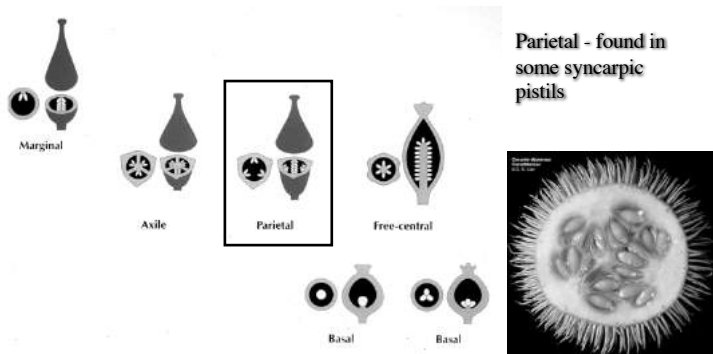 Parietal - found in
some syncarpic
pistils
Marginal
Axile
Parietal
Free-central
Basal
Basal